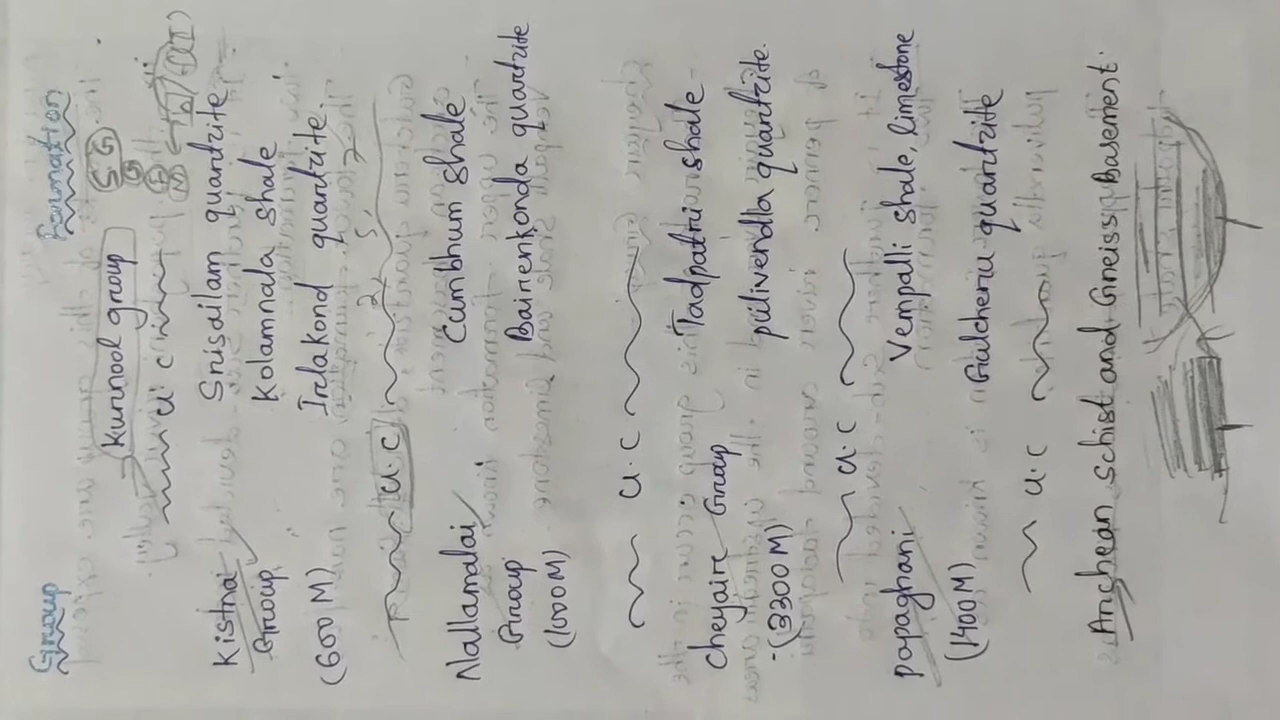 Group Formation
Kurnool group
u c
Kistna Srisailam quartzite
Group Kolamnala shale
(600 M) Irlakond quartzite.
u.c
Nallamalai Cumbhum shale
Group Bairenkonda quartzite
(1000 M)
u.c
Cheyair Group Tadpatri shale
(3300 M) pulivendla quartzite.
u.c
papaghani Vempalli shale, limestone
(1400 M) Gulcheru quartzite
u.c
Archean schist and Gneiss Basement.